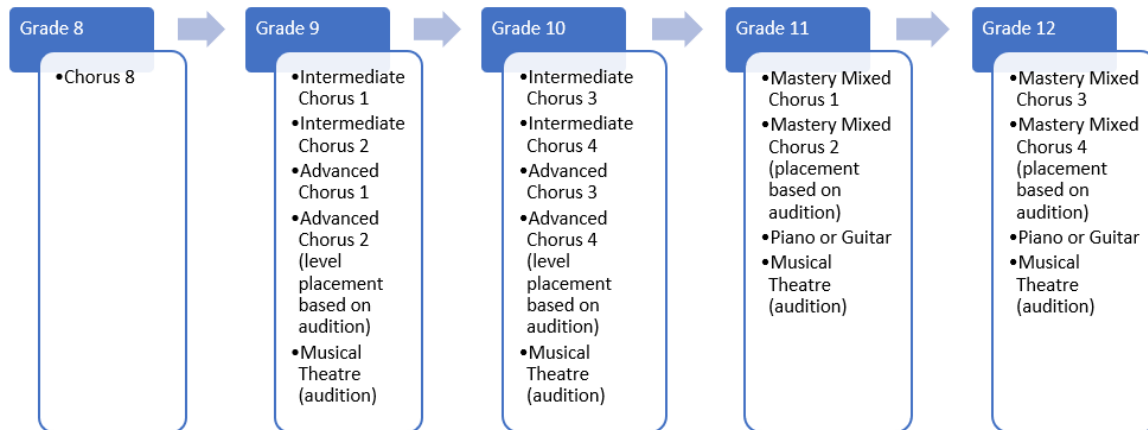 Grade 8
•Chorus 8
Grade 9
•Intermediate
Chorus 1
•Intermediate
Chorus 2
•Advanced
Chorus 1
•Advanced
Chorus 2
(level
placement
based on
audition)
•Musical
Theatre
(audition)
Grade 10
•Intermediate
Chorus 3
•Intermediate
Chorus 4
•Advanced
Chorus 3
•Advanced
Chorus 4
(level
placement
based on
audition)
•Musical
Theatre
(audition)
Grade 11
•Mastery Mixed
Chorus 1
•Mastery Mixed
Chorus 2
(placement
based on
audition)
•Piano or Guitar
•Musical
Theatre
(audition)
Grade 12
•Mastery Mixed
Chorus 3
•Mastery Mixed
Chorus 4
(placement
based on
audition)
•Piano or Guitar
•Musical
Theatre
(audition)